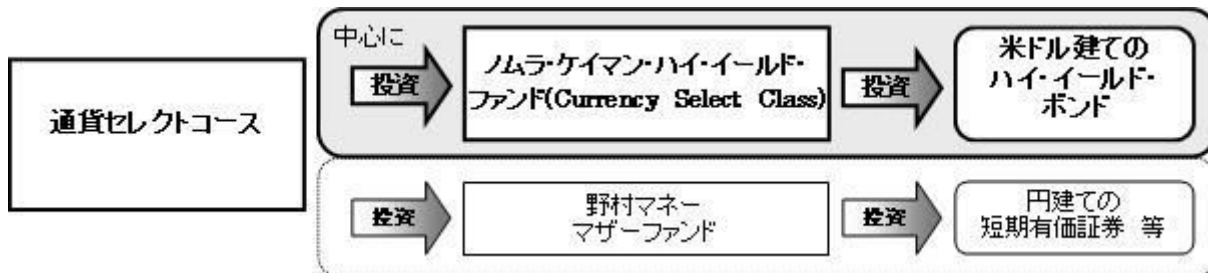 中心に
通貨セレクトコース
投資
ノムラ・ケイマン・ハイ・イールド・
ファンド(Currency Select Class)
投資
米ドル建ての
ハイ・イールド・
ボンド
投資
野村マネー
マザーファンド
投資
円建ての
短期有価証券 等